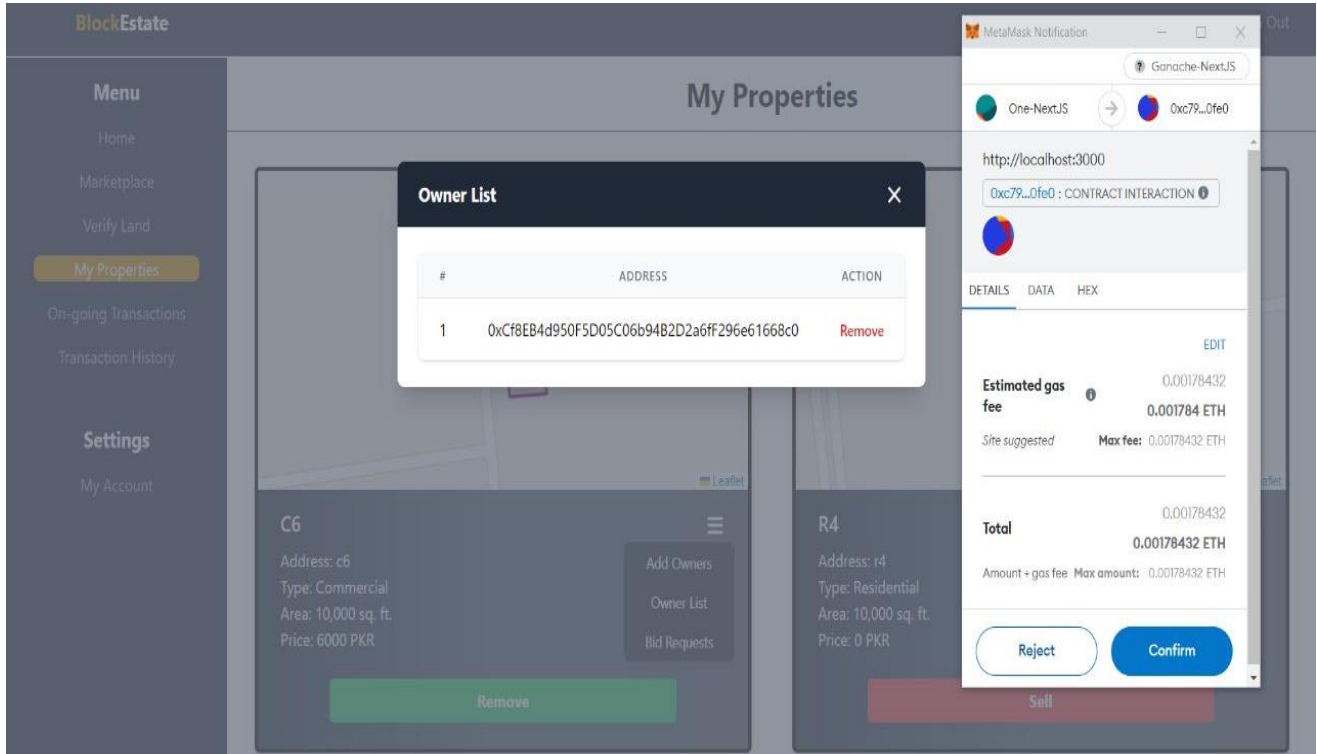 BlockEstate
Out
Menu
Home
Marketplace
Verify Land
My Properties
On-going Transactions
Transaction History
Settings
My Account
My Properties
Owner List X
# ADDRESS ACTION
1 0xCf8EB4d950F5D05C06b94B2D2a6fF296e61668c0 Remove
Leaflet
C6
Address: c6
Type: Commercial
Area: 10,000 sq. ft.
Price: 6000 PKR
Add Owners
Owner List
Bid Requests
Remove
R4
Address: r4
Type: Residential
Area: 10,000 sq. ft.
Price: 0 PKR
Sell
aflet
MetaMask Notification
? Ganache-NextJS
One-NextJS 0xc79...0fe0
http://localhost:3000
0xc79...0fe0 : CONTRACT INTERACTION
DETAILS DATA HEX
EDIT
Estimated gas fee 0.00178432
0.001784 ETH
Site suggested Max fee: 0.00178432 ETH
Total 0.00178432
0.00178432 ETH
Amount + gas fee Max amount: 0.00178432 ETH
Reject Confirm